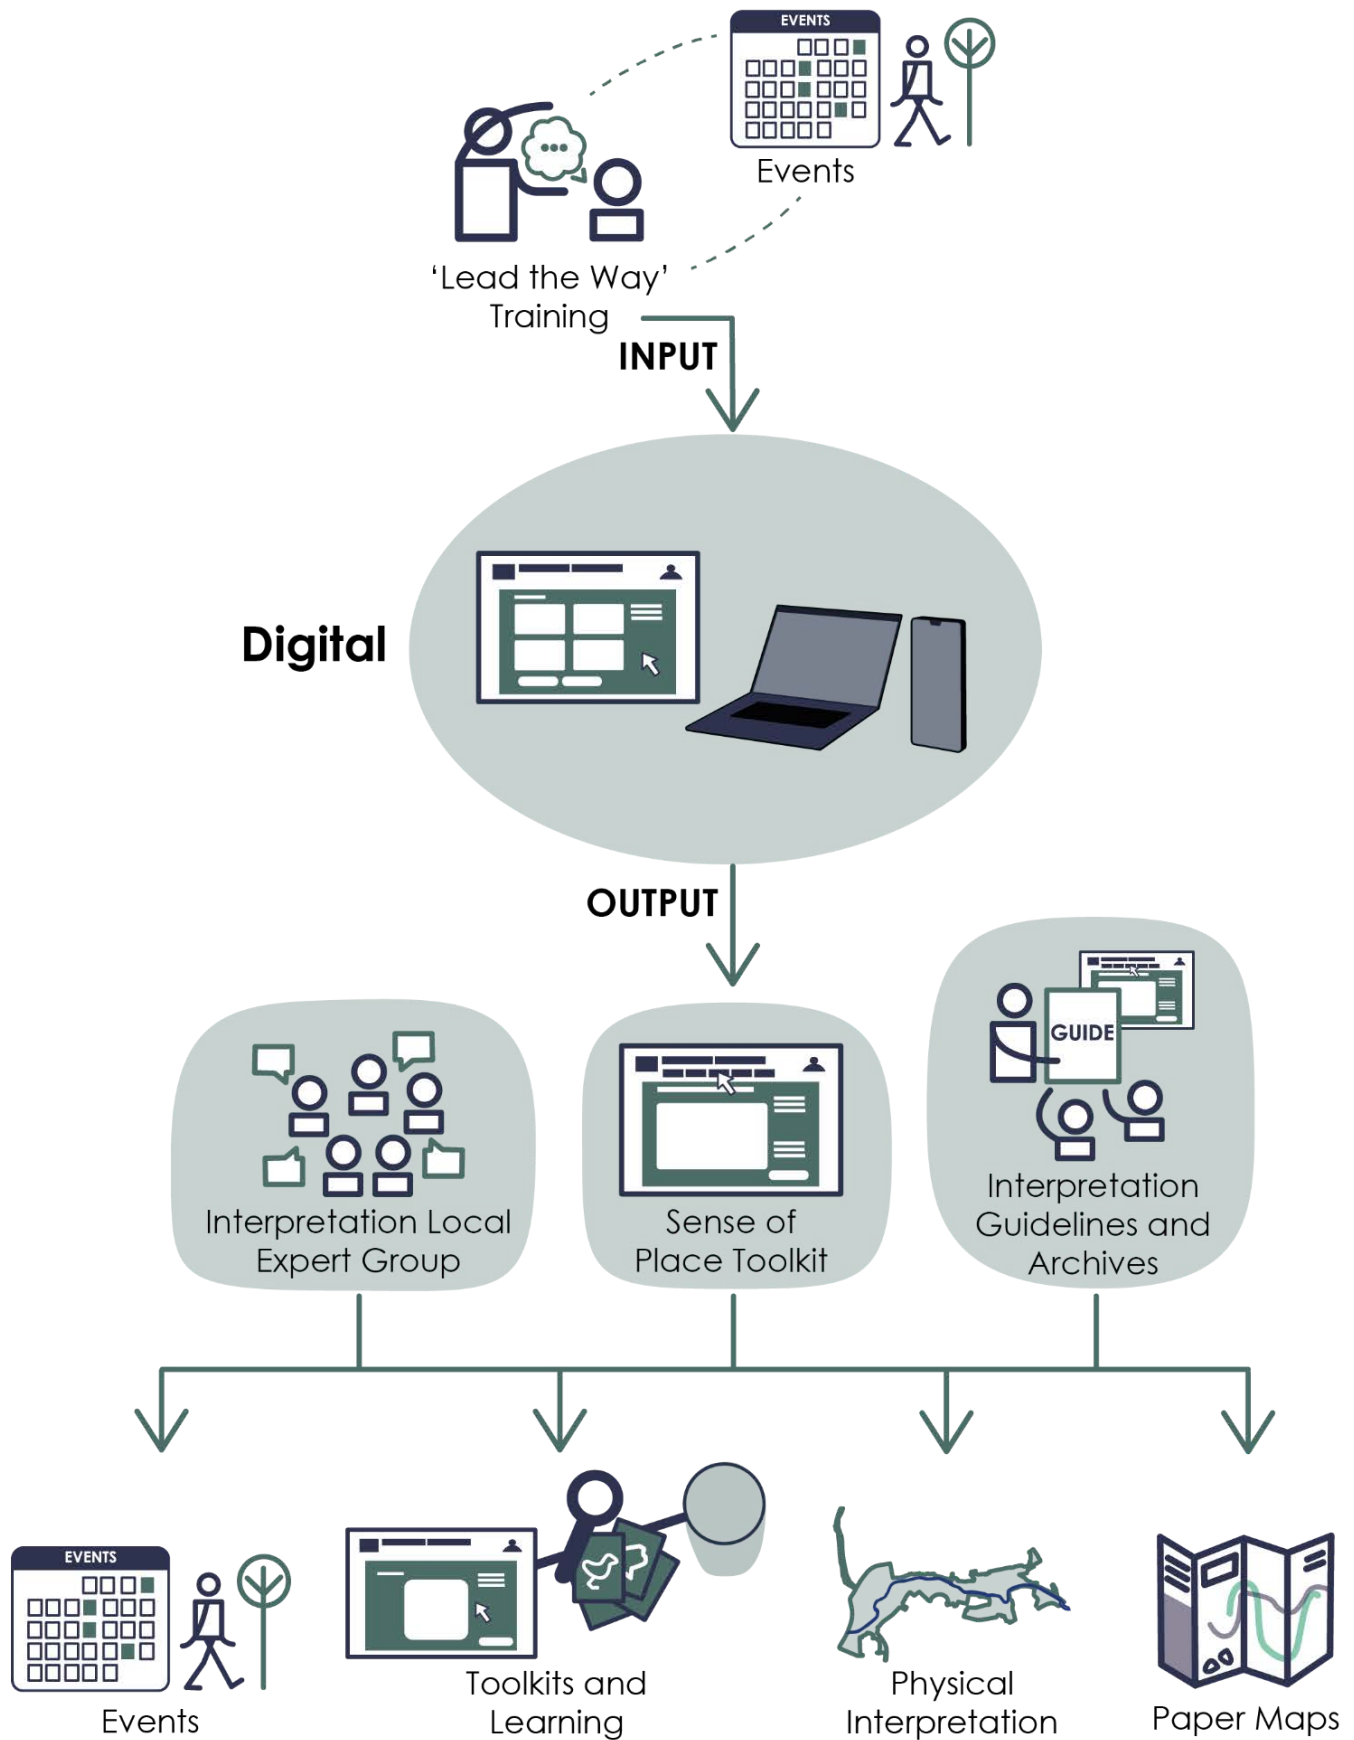 EVENTS
Events
‘Lead the Way’
Training
INPUT
Digital
OUTPUT
GUIDE
Interpretation Local
Expert Group
Sense of
Place Toolkit
Interpretation
Guidelines and
Archives
EVENTS
Events
Toolkits and
Learning
Physical
Interpretation
Paper Maps